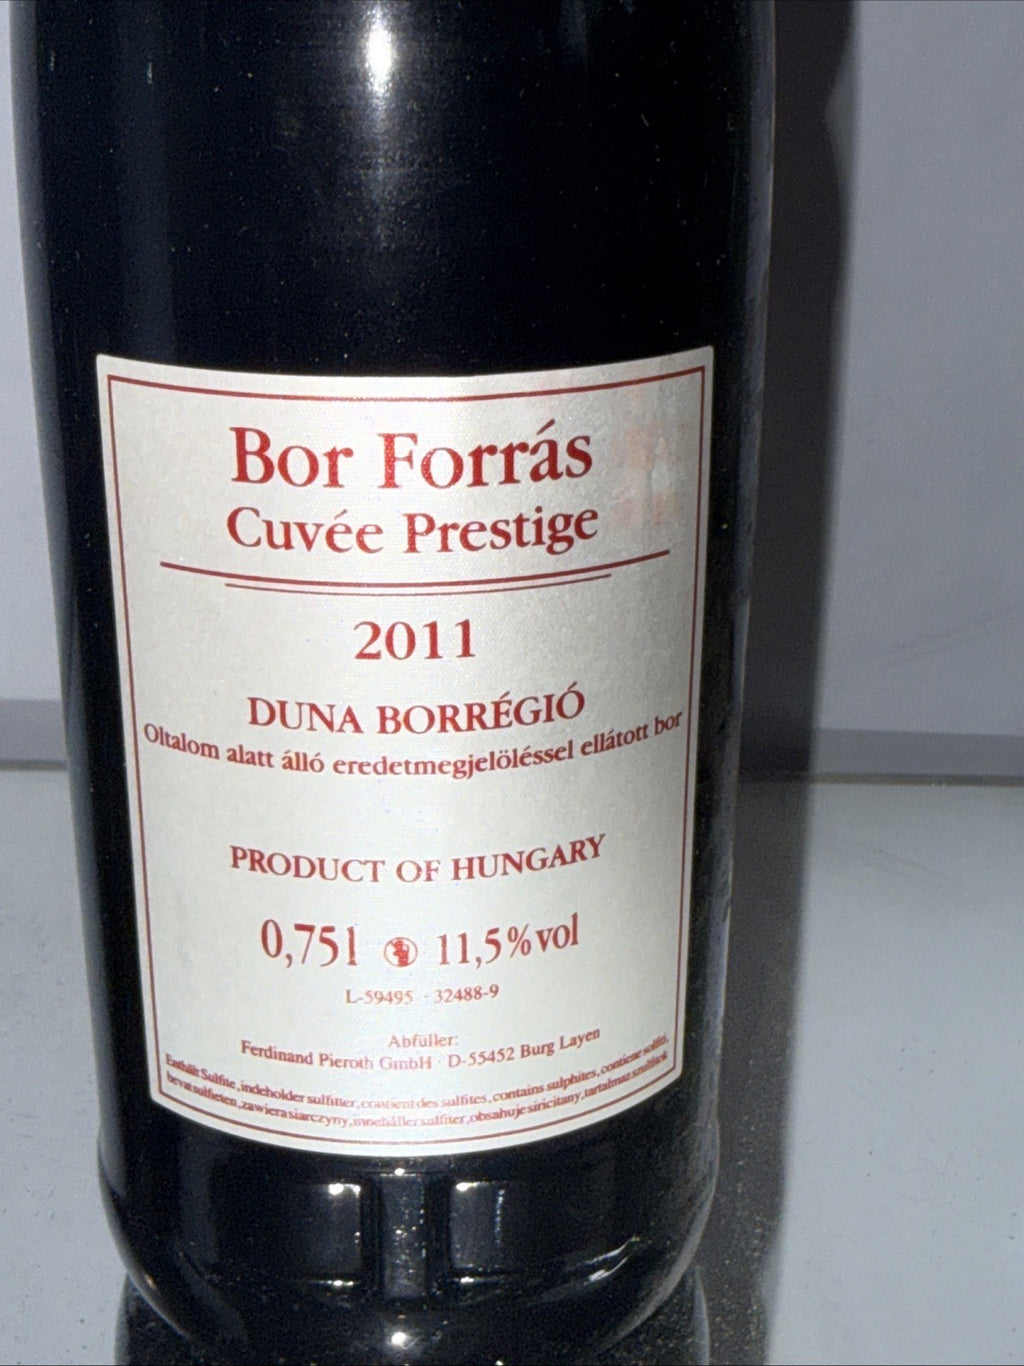 Bor Forrás
Cuvée Prestige
2011
DUNA BORRÉGIÓ
Oltalom alatt álló eredetmegjelöléssel ellátott bor
PRODUCT OF HUNGARY
0,75l 11,5%vol
L-59495 · 32488-9
Abfüller:
Ferdinand Pieroth GmbH · D-55452 Burg Layen
Enthält Sulfite, indeholder sulfitter, contient des sulfites, contains sulphites, contiene solfiti,
bevat sulfieten, zawiera siarczyny, innehåller sulfiter, obsahuje siricitany, tartalmaz szulfitok